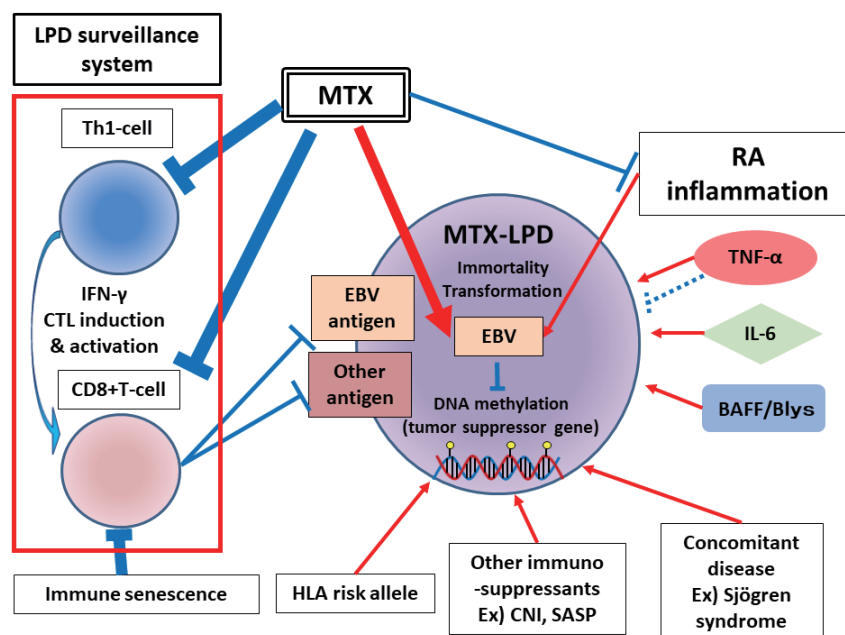 LPD surveillance
system
MTX
Th1-cell
RA
inflammation
MTX-LPD
Immortality
Transformation
TNF-α
IFN-γ
CTL induction
& activation
EBV
antigen
EBV
IL-6
Other
antigen
CD8+T-cell
DNA methylation
(tumor suppressor gene)
BAFF/Blys
Immune senescence
HLA risk allele
Other immuno
-suppressants
Ex) CNI, SASP
Concomitant
disease
Ex) Sjögren
syndrome